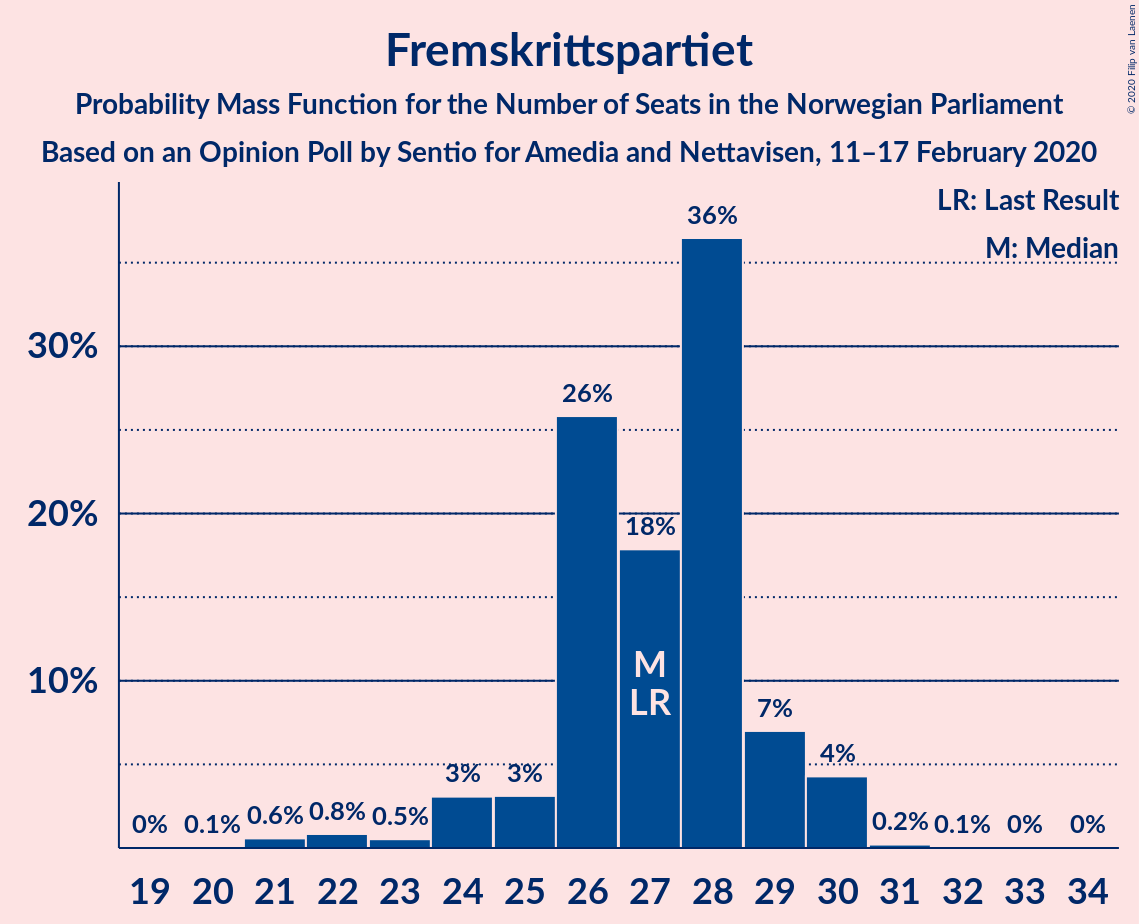 Fremskrittspartiet
Probability Mass Function for the Number of Seats in the Norwegian Parliament
Based on an Opinion Poll by Sentio for Amedia and Nettavisen, 11–17 February 2020
© 2020 Filip van Laenen
LR: Last Result
M: Median
30%
20%
10%
0%
0.1%
0.6%
0.8%
0.5%
3%
3%
26%
18%
36%
7%
4%
0.2%
0.1%
0%
0%
M
LR
19 20 21 22 23 24 25 26 27 28 29 30 31 32 33 34